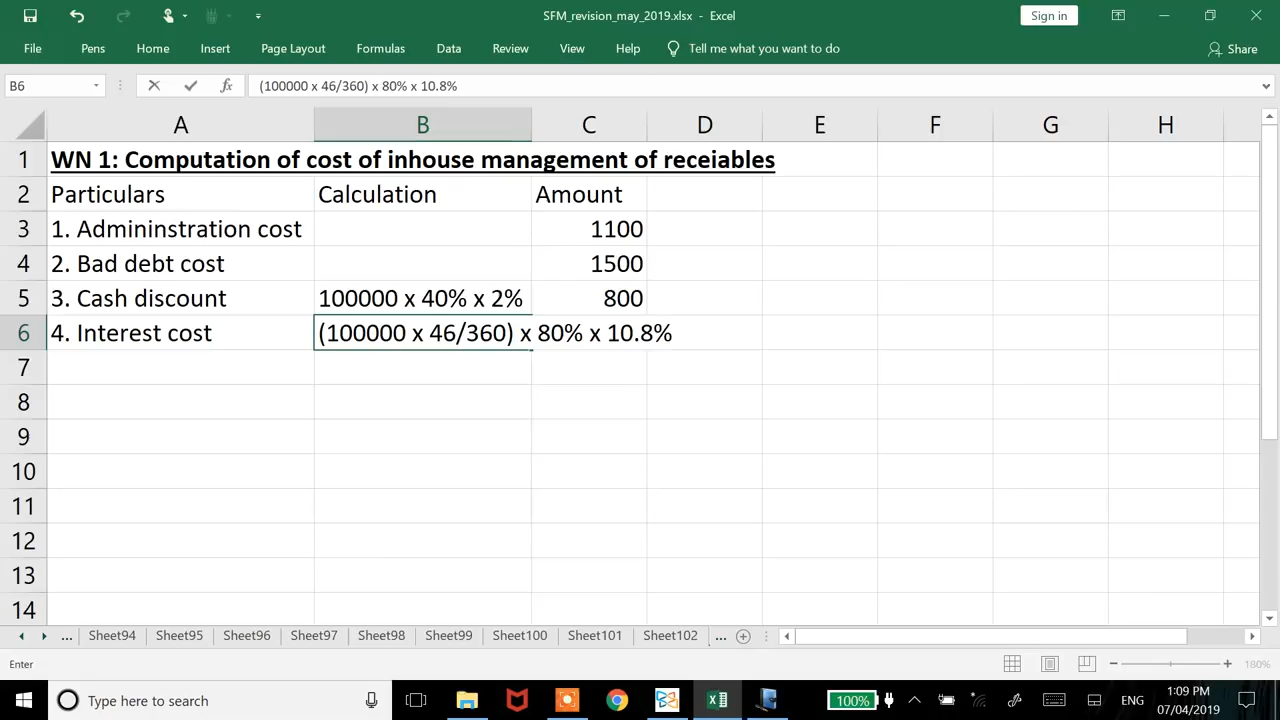 SFM_revision_may_2019.xlsx - Excel
Sign in
File Pens Home Insert Page Layout Formulas Data Review View Help Tell me what you want to do Share
B6 fx (100000 x 46/360) x 80% x 10.8%
A B C D E F G H
1 WN 1: Computation of cost of inhouse management of receiables
2 Particulars Calculation Amount
3 1. Admininstration cost 1100
4 2. Bad debt cost 1500
5 3. Cash discount 100000 x 40% x 2% 800
6 4. Interest cost (100000 x 46/360) x 80% x 10.8%
7
8
9
10
11
12
13
14
... Sheet94 Sheet95 Sheet96 Sheet97 Sheet98 Sheet99 Sheet100 Sheet101 Sheet102 ...
Enter 180%
Type here to search 100% ENG 1:09 PM
07/04/2019